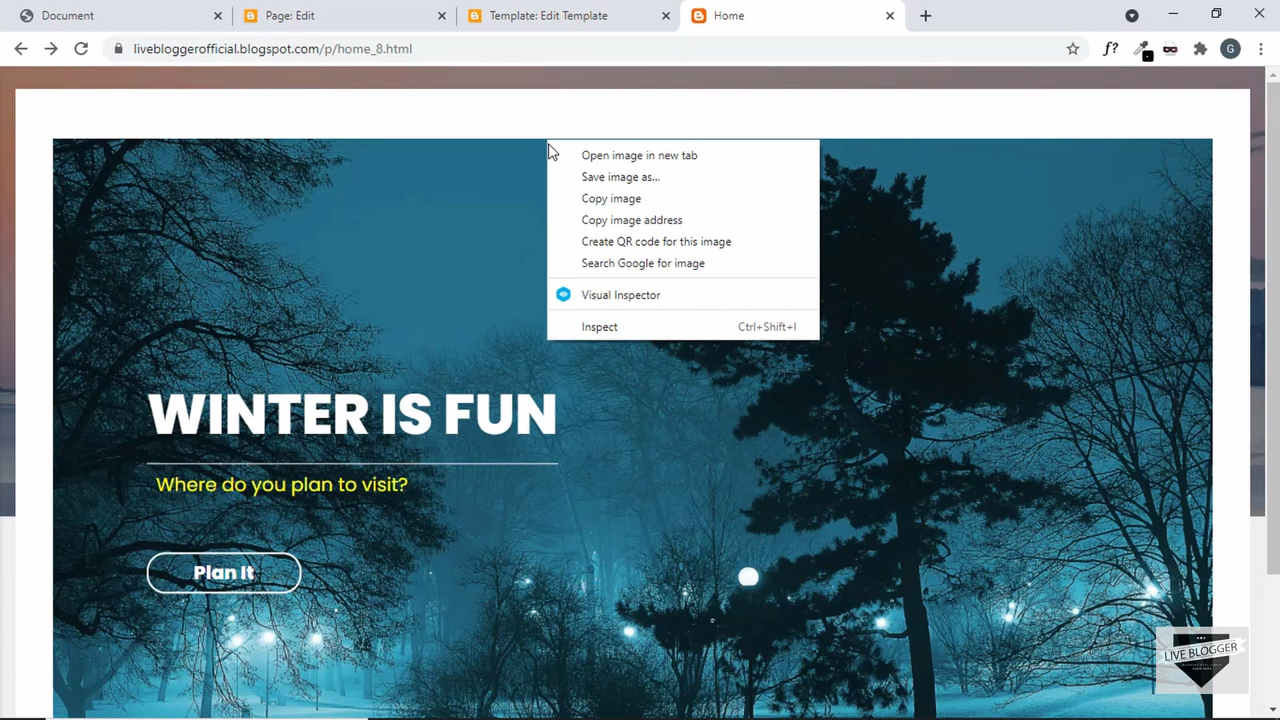 Document
Page: Edit
Template: Edit Template
Home
livebloggerofficial.blogspot.com/p/home_8.html
f?
G
Open image in new tab
Save image as...
Copy image
Copy image address
Create QR code for this image
Search Google for image
Visual Inspector
Inspect Ctrl+Shift+I
WINTER IS FUN
Where do you plan to visit?
Plan It
LIVE BLOGGER